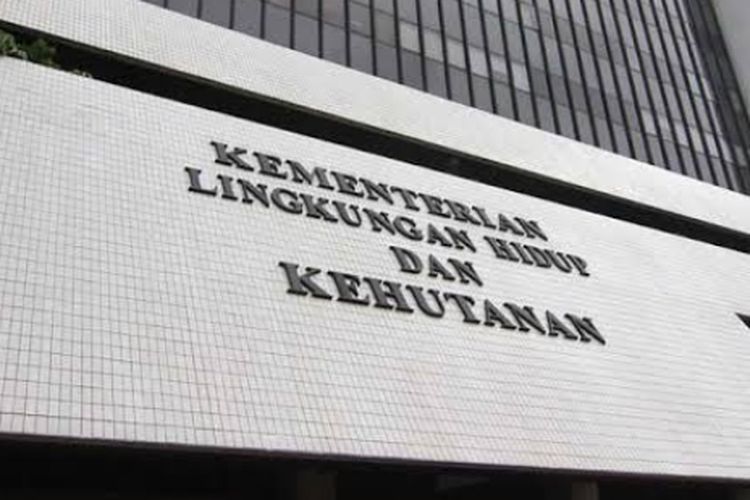 KEMENTERIAN
LINGKUNGAN HIDUP
DAN
KEHUTANAN